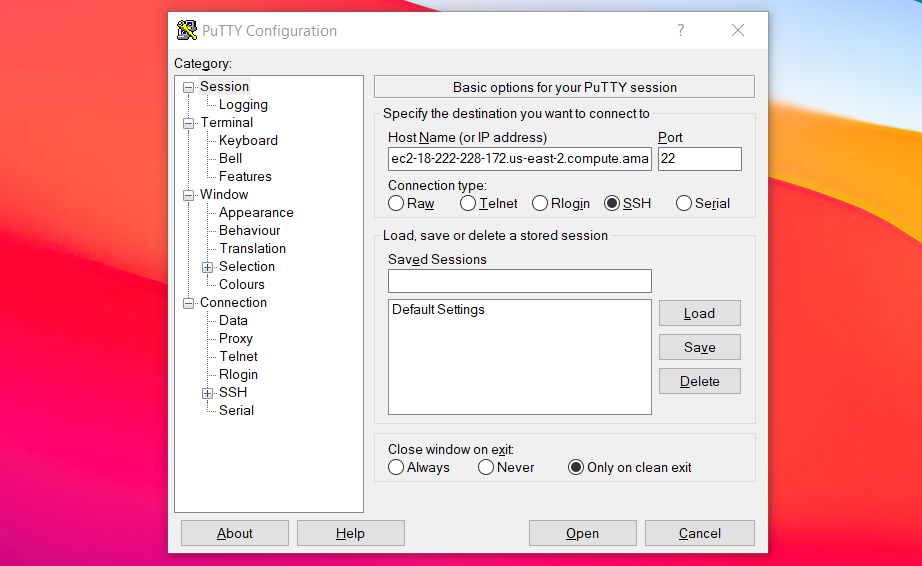 PuTTY Configuration
?
Category:
Session
Logging
Terminal
Keyboard
Bell
Features
Window
Appearance
Behaviour
Translation
Selection
Colours
Connection
Data
Proxy
Telnet
Rlogin
SSH
Serial
Basic options for your PuTTY session
Specify the destination you want to connect to
Host Name (or IP address) Port
ec2-18-222-228-172.us-east-2.compute.ama 22
Connection type:
Raw Telnet Rlogin SSH Serial
Load, save or delete a stored session
Saved Sessions
Default Settings
Load
Save
Delete
Close window on exit:
Always Never Only on clean exit
About Help Open Cancel